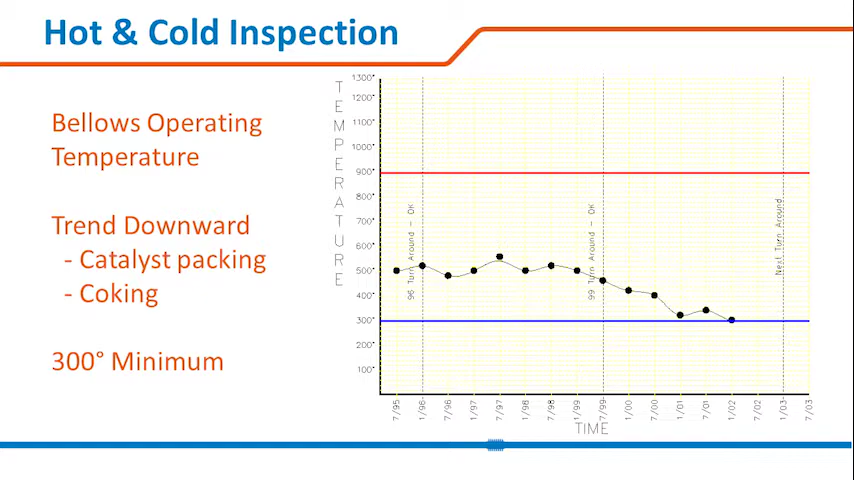 Hot & Cold Inspection
Bellows Operating
Temperature
Trend Downward
- Catalyst packing
- Coking
300° Minimum
TEMPERATURE
1300°
1200°
1100°
1000°
900°
800°
700°
600°
500°
400°
300°
200°
100°
96 Turn Around - OK
99 Turn Around - OK
Next Turn Around
7/95
1/96
7/96
1/97
7/97
1/98
7/98
1/99
7/99
1/00
7/00
1/01
7/01
1/02
7/02
1/03
7/03
TIME